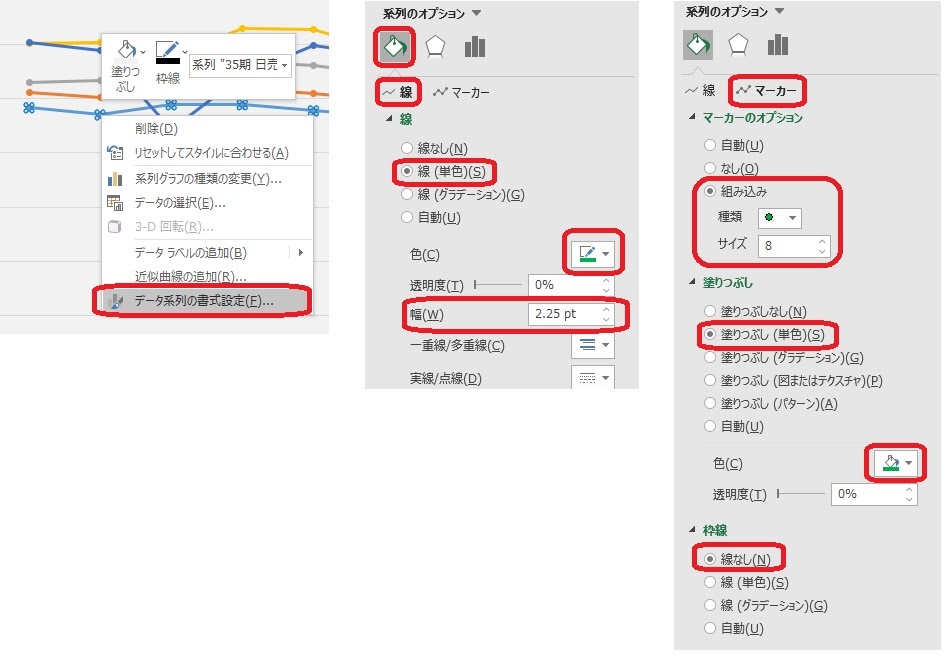 塗りつ
ぶし
枠線
系列 "35期 日売
削除(D)
リセットしてスタイルに合わせる(A)
系列グラフの種類の変更(Y)...
データの選択(E)...
3-D 回転(R)...
データ ラベルの追加(B)
近似曲線の追加(R)...
データ系列の書式設定(F)...
系列のオプション
線
マーカー
線
線なし(N)
線 (単色)(S)
線 (グラデーション)(G)
自動(U)
色(C)
透明度(T)
0%
幅(W)
2.25 pt
一重線/多重線(C)
実線/点線(D)
系列のオプション
線
マーカー
マーカーのオプション
自動(U)
なし(O)
組み込み
種類
サイズ
8
塗りつぶし
塗りつぶしなし(N)
塗りつぶし (単色)(S)
塗りつぶし (グラデーション)(G)
塗りつぶし (図またはテクスチャ)(P)
塗りつぶし (パターン)(A)
自動(U)
色(C)
透明度(T)
0%
枠線
線なし(N)
線 (単色)(S)
線 (グラデーション)(G)
自動(U)